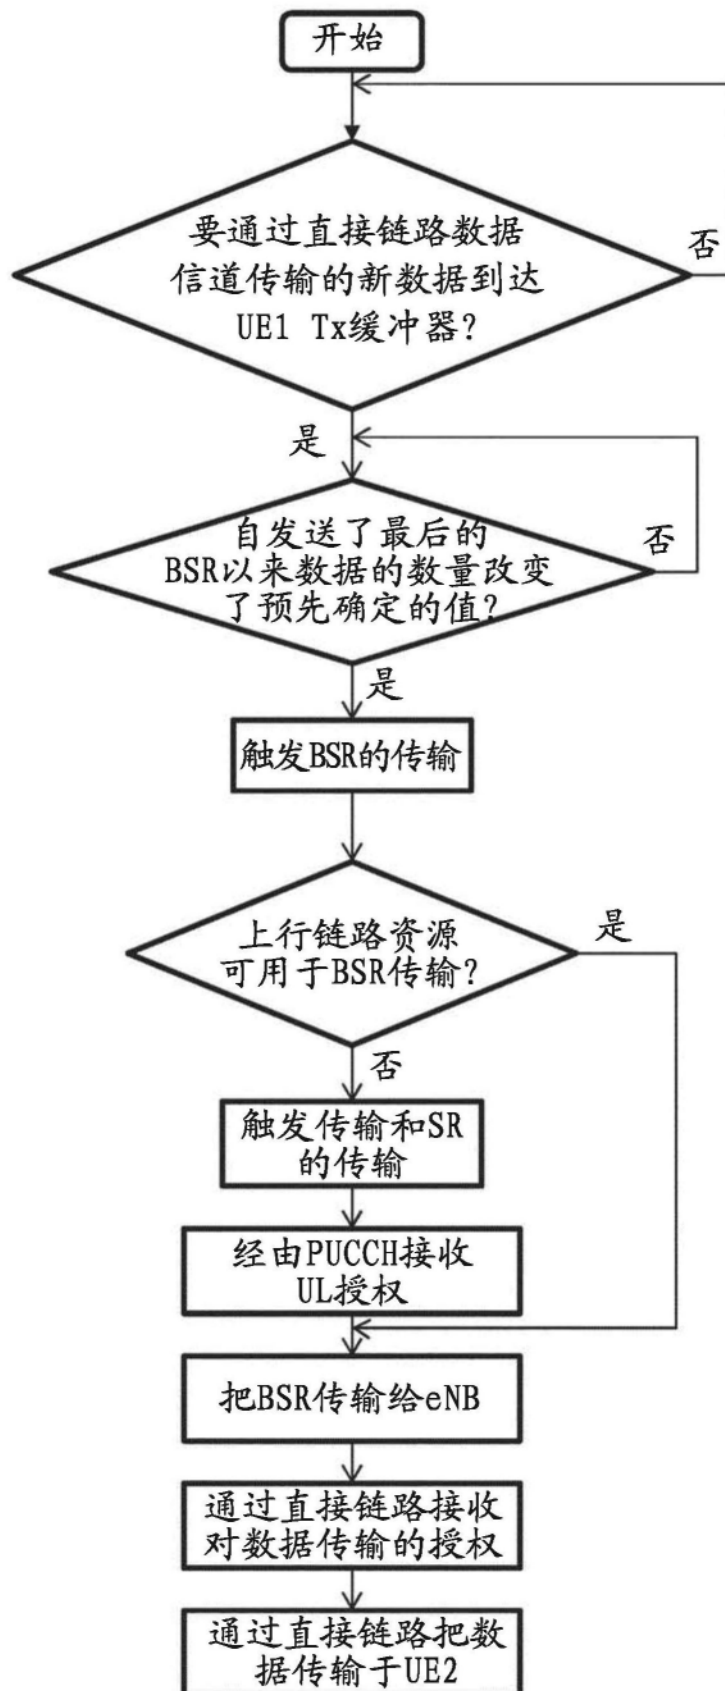 开始
要通过直接链路数据
信道传输的新数据到达
UE1 Tx缓冲器?
否
是
自发送了最后的
BSR以来数据的数量改变
了预先确定的值?
否
是
触发BSR的传输
上行链路资源
可用于BSR传输?
是
否
触发传输和SR
的传输
经由PUCCH接收
UL授权
把BSR传输给eNB
通过直接链路接收
对数据传输的授权
通过直接链路把数
据传输于UE2